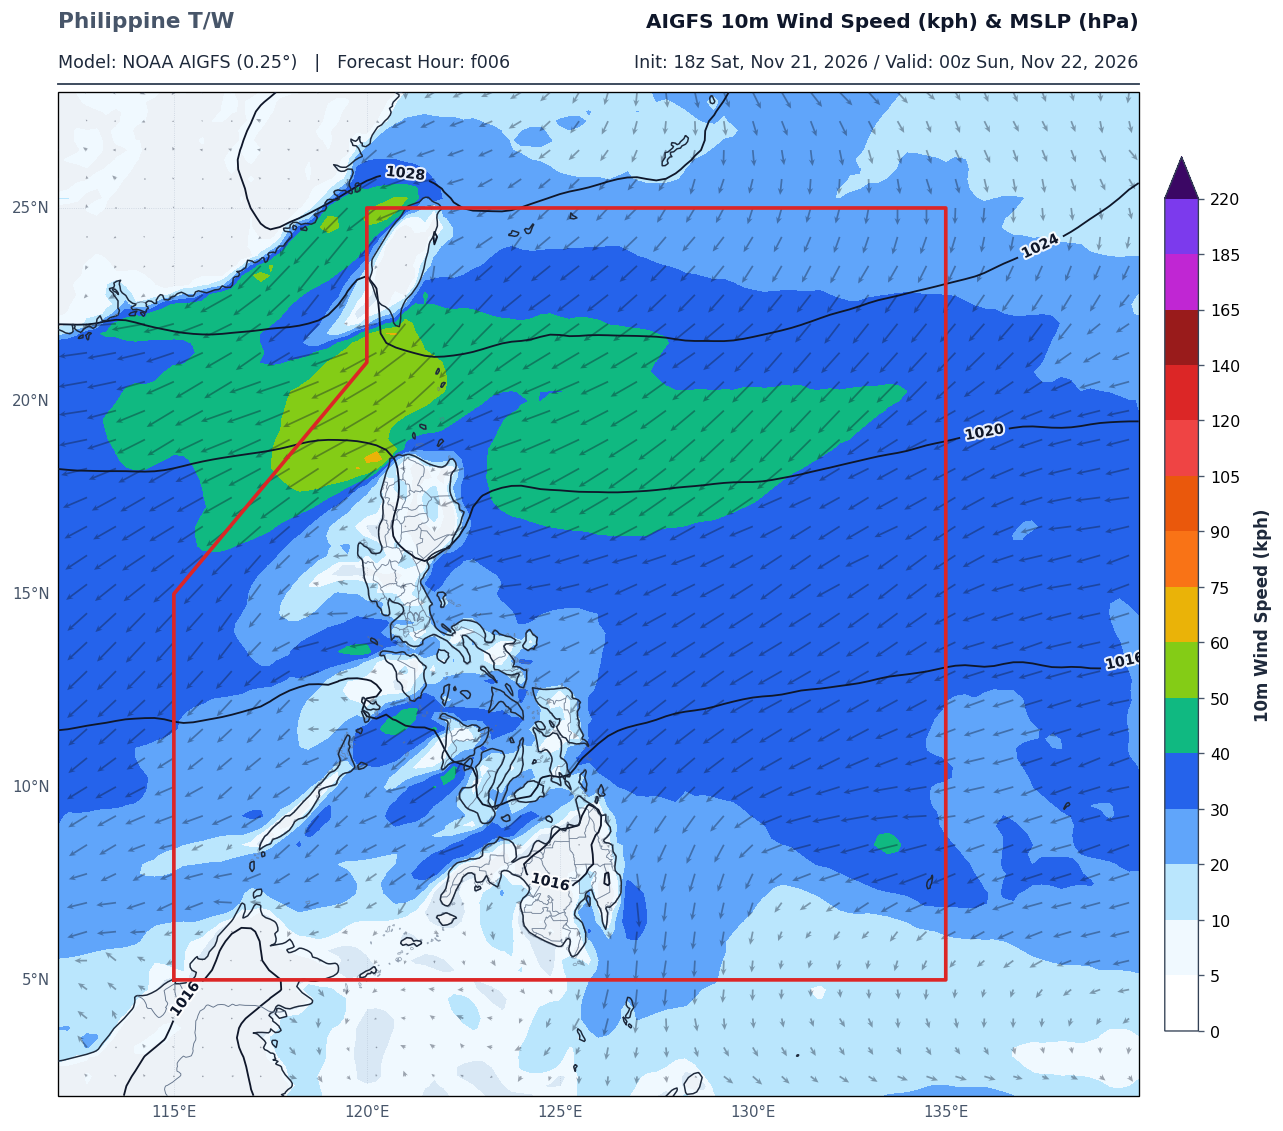 Philippine T/W
AIGFS 10m Wind Speed (kph) & MSLP (hPa)
Model: NOAA AIGFS (0.25°) | Forecast Hour: f006
Init: 18z Sat, Nov 21, 2026 / Valid: 00z Sun, Nov 22, 2026
1028
1024
1020
1016
1016
1016
25°N
20°N
15°N
10°N
5°N
115°E
120°E
125°E
130°E
135°E
220
185
165
140
120
105
90
75
60
50
40
30
20
10
5
0
10m Wind Speed (kph)